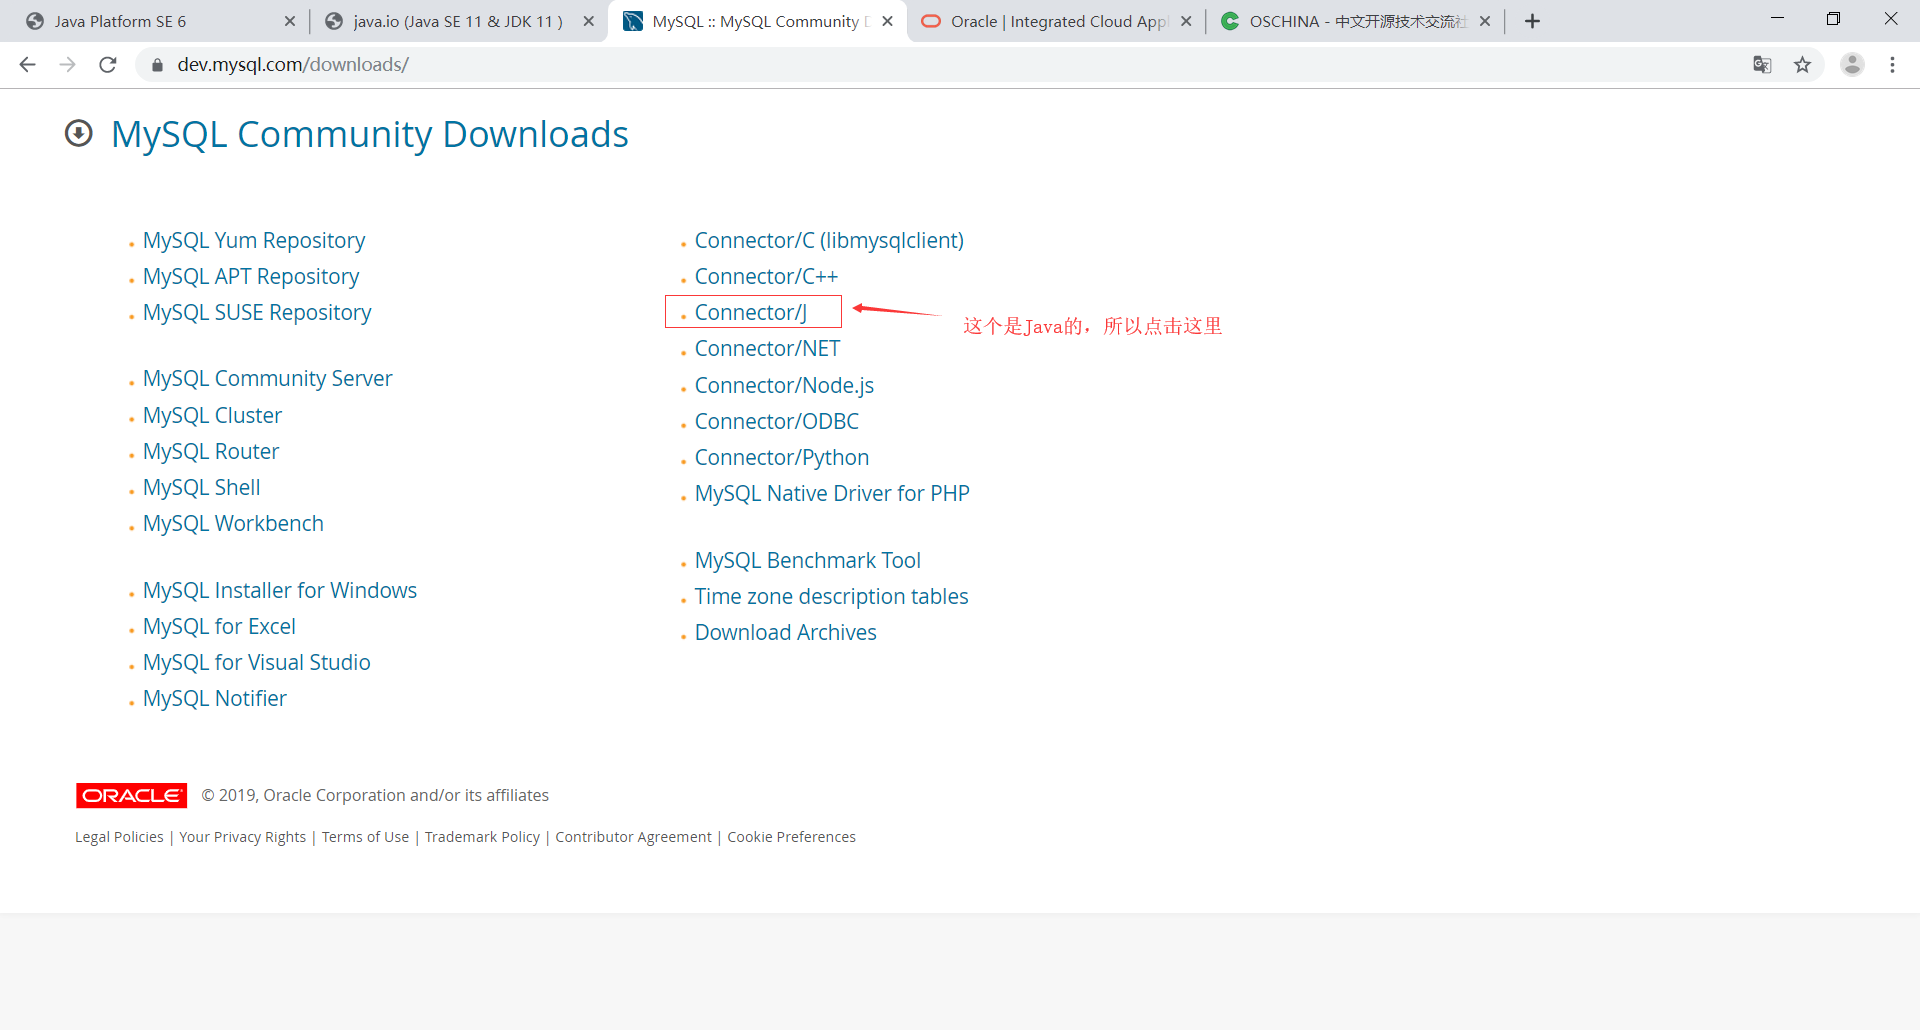 Java Platform SE 6
java.io (Java SE 11 & JDK 11 )
MySQL :: MySQL Community D
Oracle | Integrated Cloud Appl
OSCHINA - 中文开源技术交流社
dev.mysql.com/downloads/
MySQL Community Downloads
MySQL Yum Repository
MySQL APT Repository
MySQL SUSE Repository
MySQL Community Server
MySQL Cluster
MySQL Router
MySQL Shell
MySQL Workbench
MySQL Installer for Windows
MySQL for Excel
MySQL for Visual Studio
MySQL Notifier
Connector/C (libmysqlclient)
Connector/C++
Connector/J
这个是Java的，所以点击这里
Connector/NET
Connector/Node.js
Connector/ODBC
Connector/Python
MySQL Native Driver for PHP
MySQL Benchmark Tool
Time zone description tables
Download Archives
ORACLE © 2019, Oracle Corporation and/or its affiliates
Legal Policies | Your Privacy Rights | Terms of Use | Trademark Policy | Contributor Agreement | Cookie Preferences